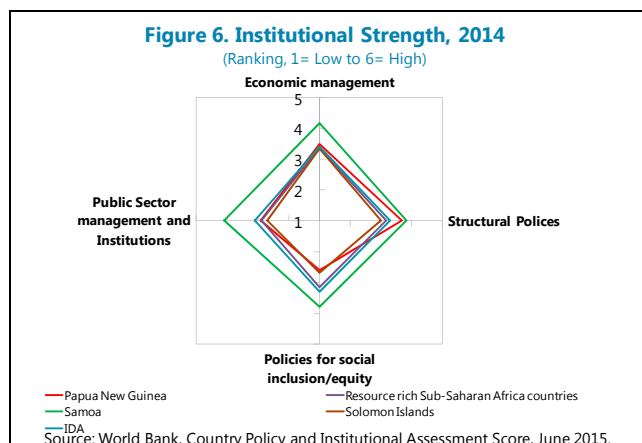 Figure 6. Institutional Strength, 2014
(Ranking, 1= Low to 6= High)
Economic management
5
4
3
2
1
Public Sector
management and
Institutions
Structural Polices
Policies for social
inclusion/equity
Papua New Guinea
Resource rich Sub-Saharan Africa countries
Samoa
Solomon Islands
IDA
Source: World Bank, Country Policy and Institutional Assessment Score, June 2015.